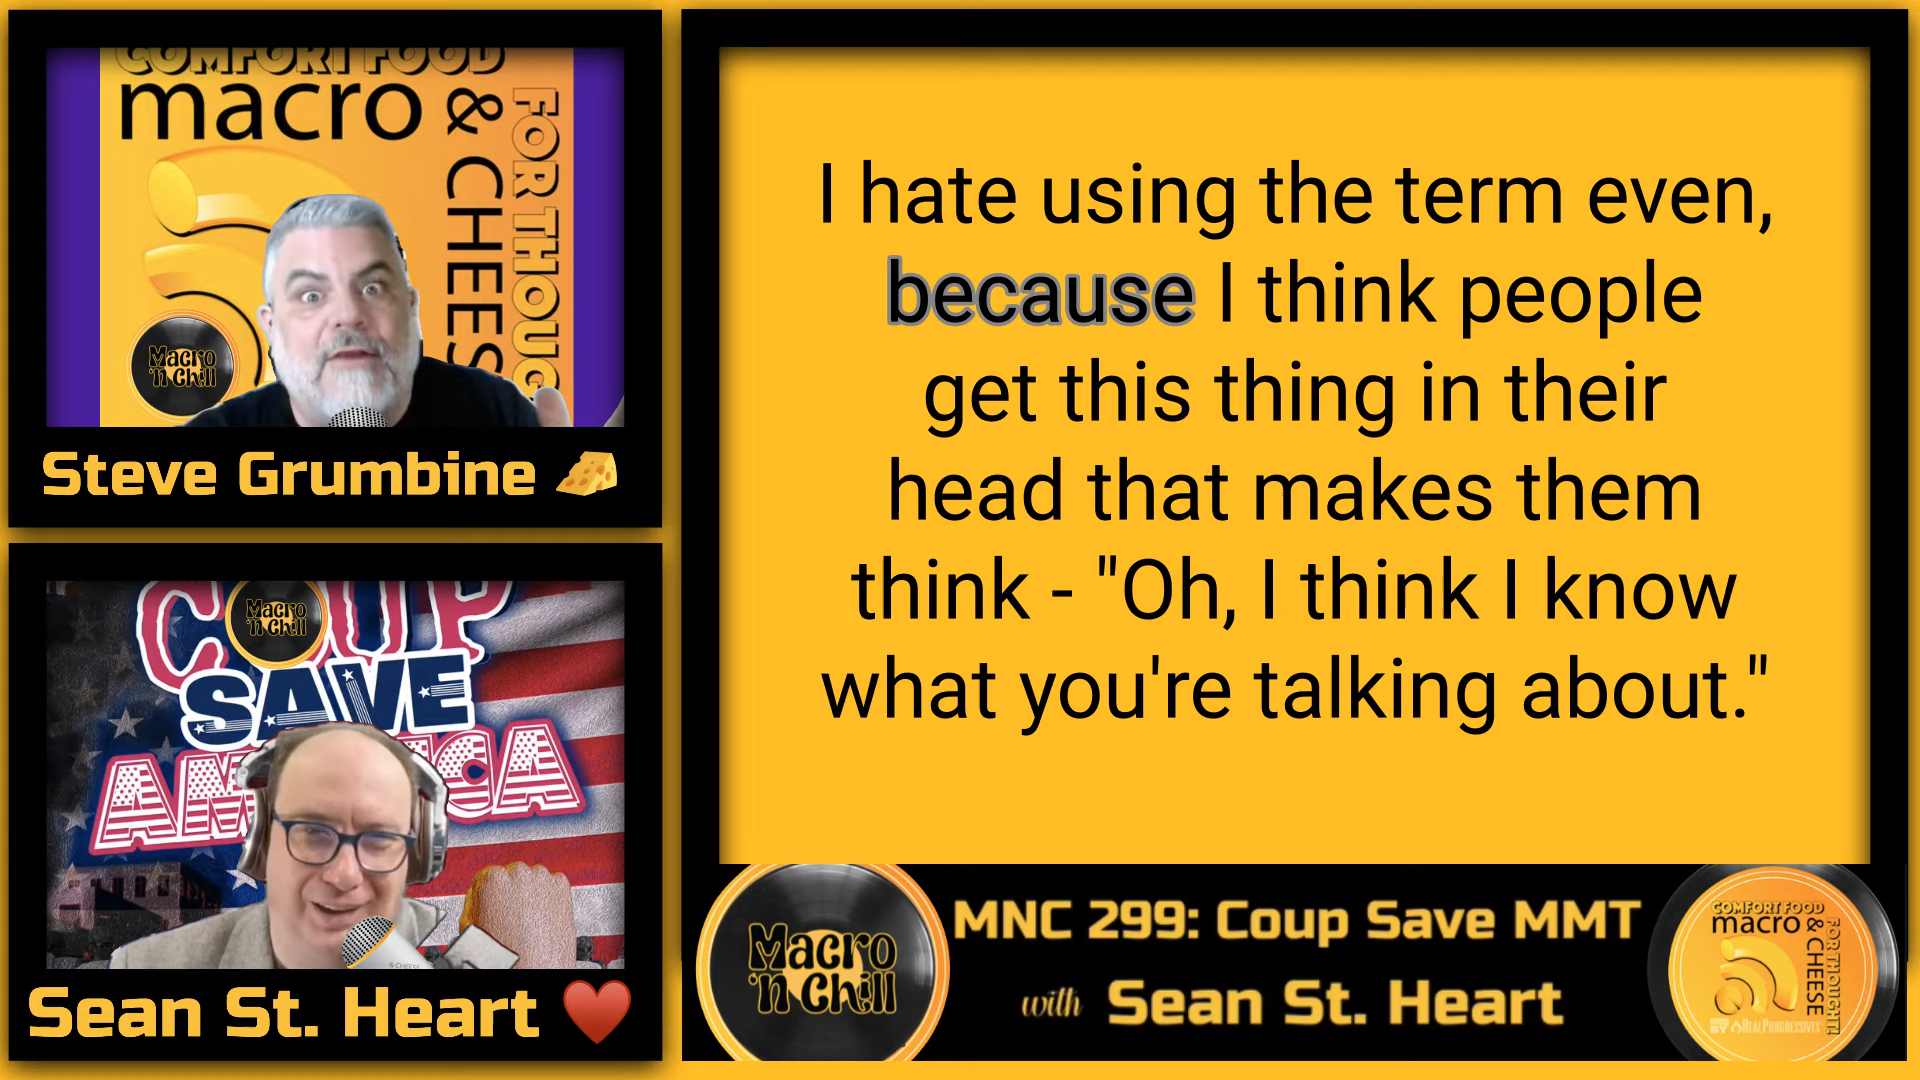 COMFORT FOOD
macro
& CHEES
FOR THOUG
Macro
'N Chill
Steve Grumbine
COUP
Macro
'N Chill
SAVE
& CHEESE
Sean St. Heart
I hate using the term even,
because I think people
get this thing in their
head that makes them
think - "Oh, I think I know
what you're talking about."
Macro
'N Chill
MNC 299: Coup Save MMT
with Sean St. Heart
COMFORT FOOD
macro
& CHEESE
FOR THOUGHT!
REALPROGRESSIVES